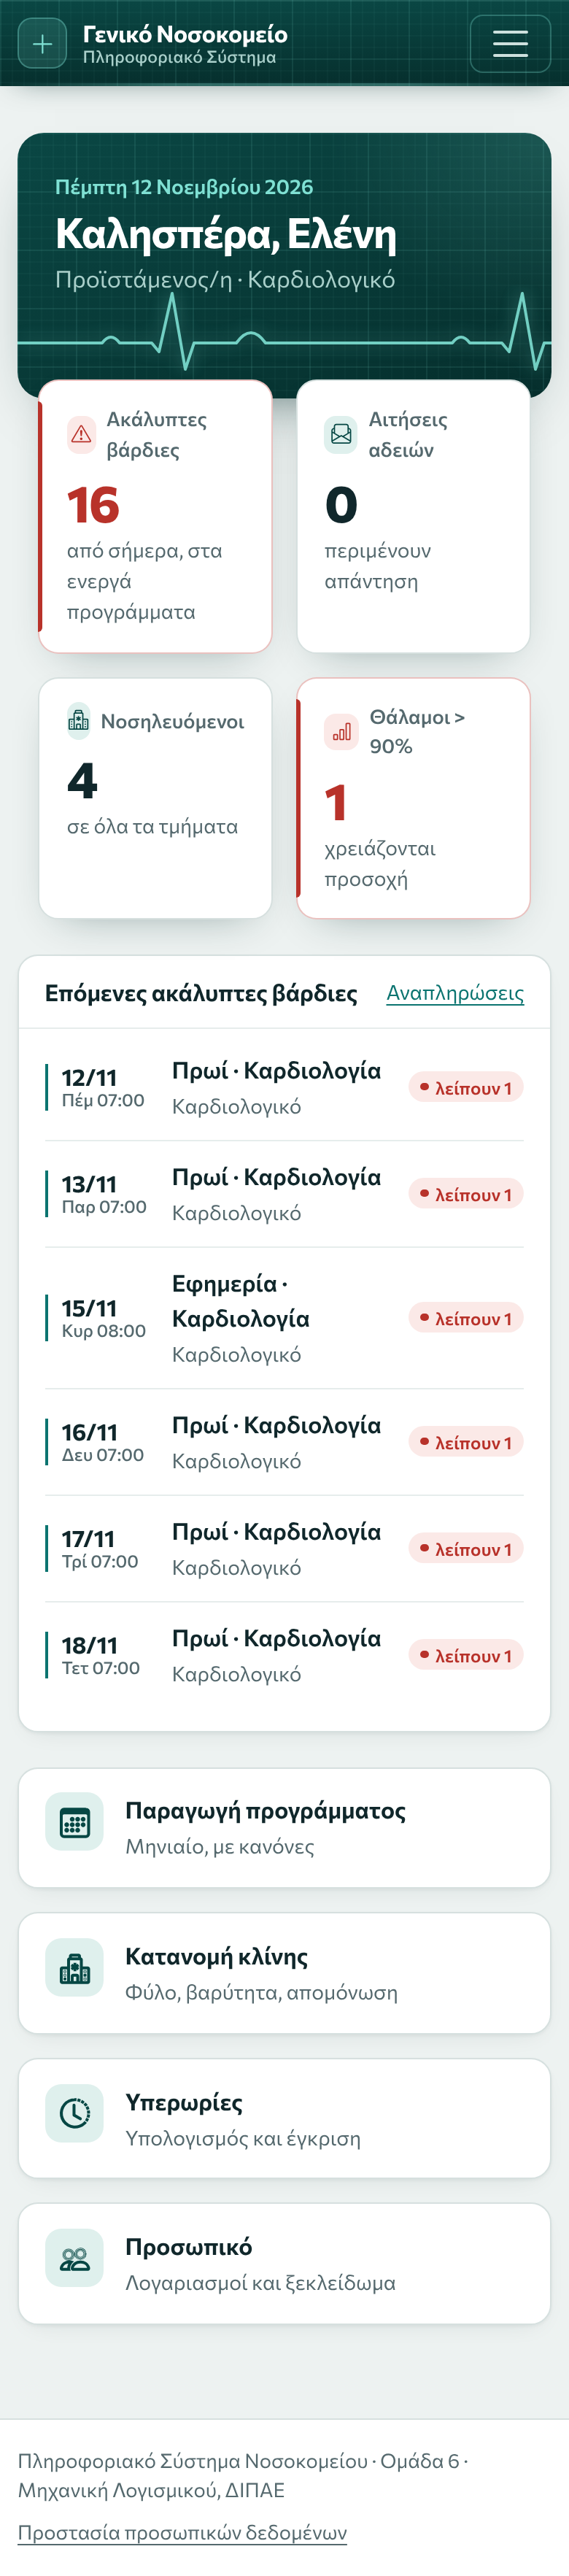 Γενικό Νοσοκομείο
Πληροφοριακό Σύστημα
Πέμπτη 12 Νοεμβρίου 2026
Καλησπέρα, Ελένη
Προϊστάμενος/η · Καρδιολογικό
Ακάλυπτες
βάρδιες
16
από σήμερα, στα
ενεργά
προγράμματα
Αιτήσεις
αδειών
0
περιμένουν
απάντηση
Νοσηλευόμενοι
4
σε όλα τα τμήματα
Θάλαμοι >
90%
1
χρειάζονται
προσοχή
Επόμενες ακάλυπτες βάρδιες
Αναπληρώσεις
12/11
Πέμ 07:00
Πρωί · Καρδιολογία
Καρδιολογικό
λείπουν 1
13/11
Παρ 07:00
Πρωί · Καρδιολογία
Καρδιολογικό
λείπουν 1
15/11
Κυρ 08:00
Εφημερία ·
Καρδιολογία
Καρδιολογικό
λείπουν 1
16/11
Δευ 07:00
Πρωί · Καρδιολογία
Καρδιολογικό
λείπουν 1
17/11
Τρί 07:00
Πρωί · Καρδιολογία
Καρδιολογικό
λείπουν 1
18/11
Τετ 07:00
Πρωί · Καρδιολογία
Καρδιολογικό
λείπουν 1
Παραγωγή προγράμματος
Μηνιαίο, με κανόνες
Κατανομή κλίνης
Φύλο, βαρύτητα, απομόνωση
Υπερωρίες
Υπολογισμός και έγκριση
Προσωπικό
Λογαριασμοί και ξεκλείδωμα
Πληροφοριακό Σύστημα Νοσοκομείου · Ομάδα 6 ·
Μηχανική Λογισμικού, ΔΙΠΑΕ
Προστασία προσωπικών δεδομένων